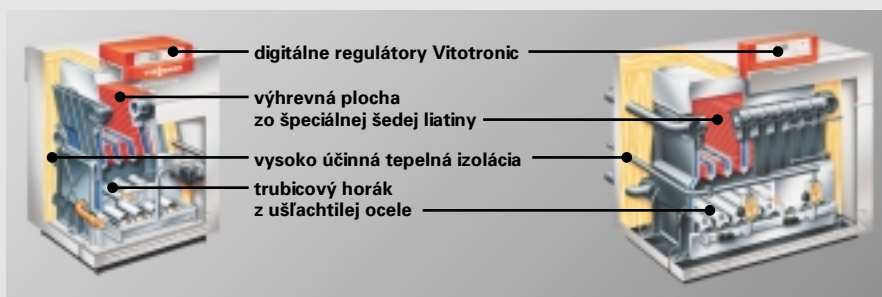 digitálne regulátory Vitotronic
výhrevná plocha
zo špeciálnej šedej liatiny
vysoko účinná tepelná izolácia
trubicový horák
z ušľachtilej ocele